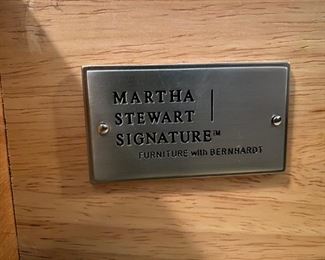 MARTHA
STEWART
SIGNATURE™
FURNITURE with BERNHARDT